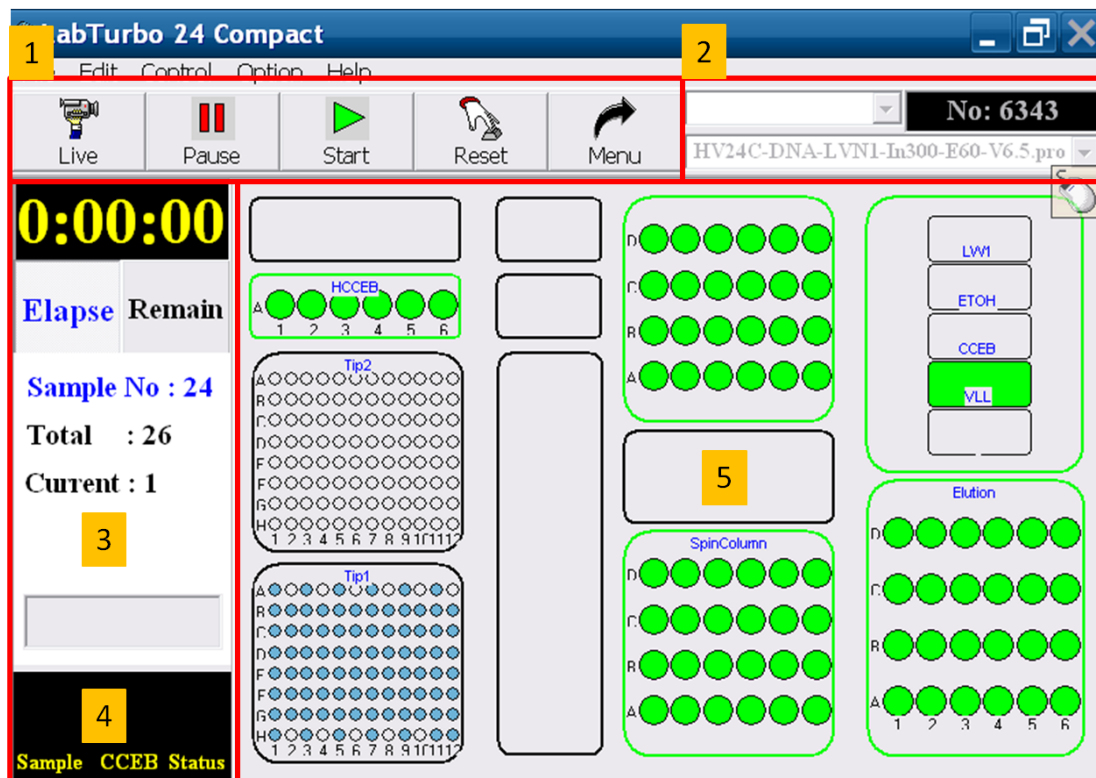 1
2
abTurbo 24 Compact
Edit Control Option Help
Live Pause Start Reset Menu
No: 6343
HV24C-DNA-LVN1-In300-E60-V6.5.pro
0:00:00
Elapse Remain
Sample No : 24
Total : 26
Current : 1
3
4
Sample CCEB Status
HCCEB
A
1 2 3 4 5 6
Tip2
A
B
C
D
E
F
G
H
1 2 3 4 5 6 7 8 9 10 11 12
Tip1
A
B
C
D
E
F
G
H
1 2 3 4 5 6 7 8 9 10 11 12
D
C
B
A
5
SpinColumn
D
C
B
A
LW1
ETOH
CCEB
VLL
Elution
D
C
B
A
1 2 3 4 5 6